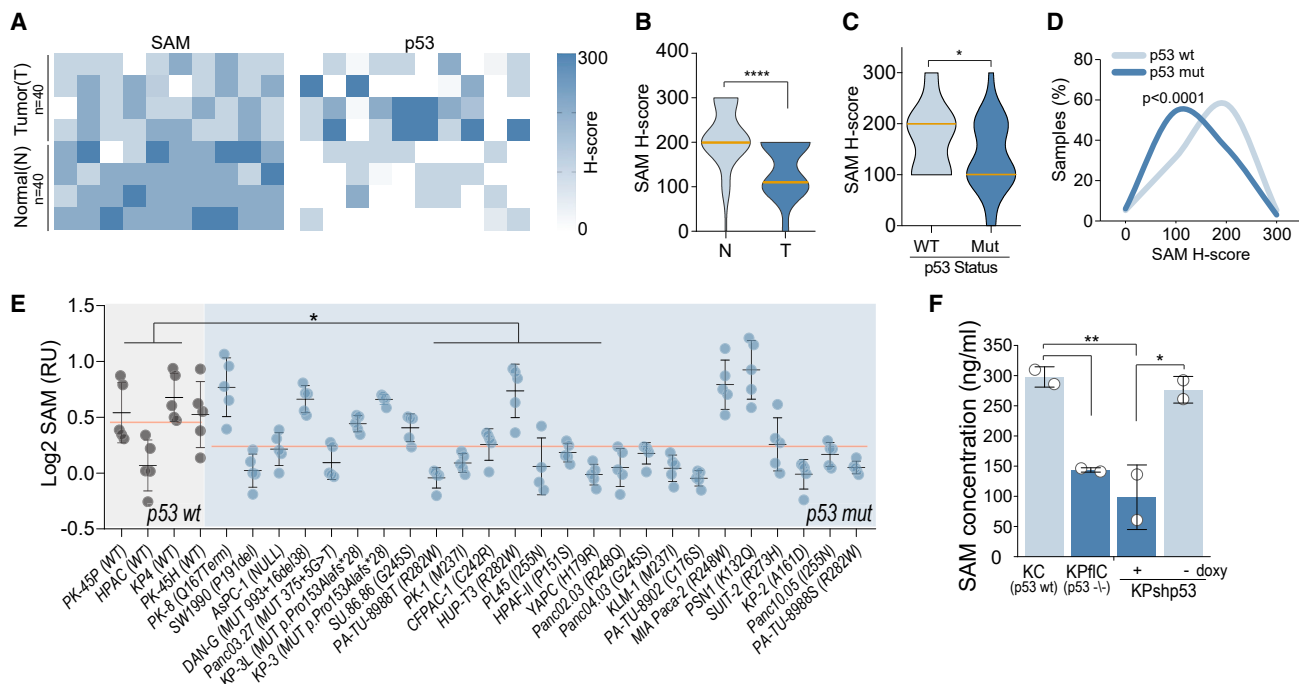 A
SAM
p53
Tumor(T)
n=40
Normal(N)
n=40
300
0
H-score
B
400
300
200
100
0
SAM H-score
****
N
T
C
300
200
100
0
SAM H-score
*
WT
Mut
p53 Status
D
p53 wt
p53 mut
p<0.0001
80
60
40
20
0
Samples (%)
0
100
200
300
SAM H-score
E
1.5
1.0
0.5
0.0
-0.5
Log2 SAM (RU)
*
p53 wt
p53 mut
PK-45P (WT)
HPAC (WT)
KP4 (WT)
PK-45H (WT)
PK-8 (Q167Term)
SW1990 (P191del)
AsPC-1 (NULL)
DAN-G (MUT 993+16del38)
Panc03.27 (MUT 375+5G>T)
KP-3L (MUT p.Pro153Alafs*28)
KP-3 (MUT p.Pro153Alafs*28)
SU.86.86 (G245S)
PA-TU-8988T (R282W)
PK-1 (M237I)
CFPAC-1 (C242R)
HUP-T3 (R282W)
PL45 (I255N)
HPAF-II (P151S)
YAPC (H179R)
Panc02.03 (R248Q)
Panc04.03 (G245S)
KLM-1 (M237I)
PA-TU-8902 (C176S)
MIA Paca-2 (R248W)
PSN1 (K132Q)
SUIT-2 (R273H)
KP-2 (A161D)
Panc10.05 (I255N)
PA-TU-8988S (R282W)
F
350
300
250
200
150
100
50
0
SAM concentration (ng/ml)
**
*
KC
(p53 wt)
KPflC
(p53 -\-)
+
-
doxy
KPshp53